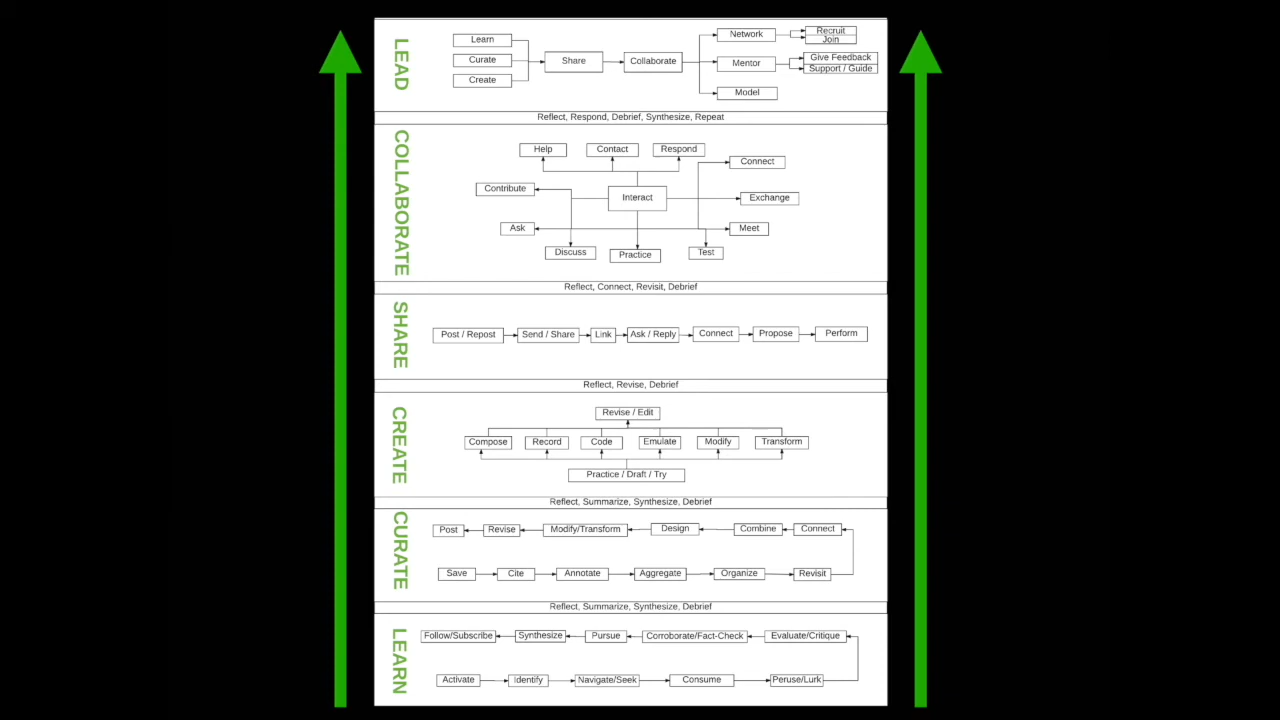 LEAD
Learn
Curate
Create
Share
Collaborate
Network
Mentor
Model
Recruit
Join
Give Feedback
Support / Guide
Reflect, Respond, Debrief, Synthesize, Repeat
COLLABORATE
Help
Contact
Respond
Connect
Contribute
Interact
Exchange
Ask
Meet
Discuss
Practice
Test
Reflect, Connect, Revisit, Debrief
SHARE
Post / Repost
Send / Share
Link
Ask / Reply
Connect
Propose
Perform
Reflect, Revise, Debrief
CREATE
Revise / Edit
Compose
Record
Code
Emulate
Modify
Transform
Practice / Draft / Try
Reflect, Summarize, Synthesize, Debrief
CURATE
Post
Revise
Modify/Transform
Design
Combine
Connect
Save
Cite
Annotate
Aggregate
Organize
Revisit
Reflect, Summarize, Synthesize, Debrief
LEARN
Follow/Subscribe
Synthesize
Pursue
Corroborate/Fact-Check
Evaluate/Critique
Activate
Identify
Navigate/Seek
Consume
Peruse/Lurk